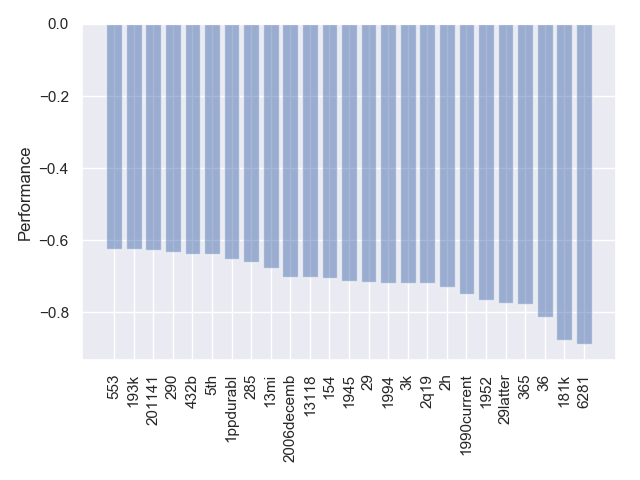 0.0
−0.2
−0.4
−0.6
−0.8
Performance
553
193k
201141
290
432b
5th
1ppdurabl
285
13mi
2006decemb
13118
154
1945
29
1994
3k
2q19
2h
1990current
1952
29latter
365
36
181k
6281